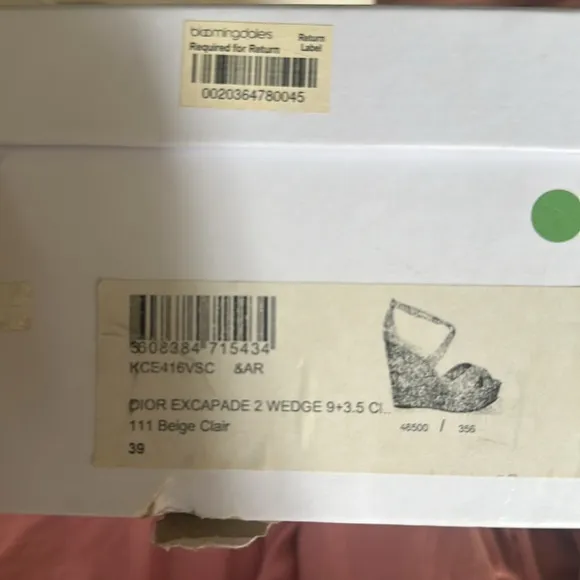 bloomingdales
Return Label
Required for Return
0020364780045
3608384 715434
KCE416VSC &AR
DIOR EXCAPADE 2 WEDGE 9+3.5 Cl...
111 Beige Clair
39
46500 / 356